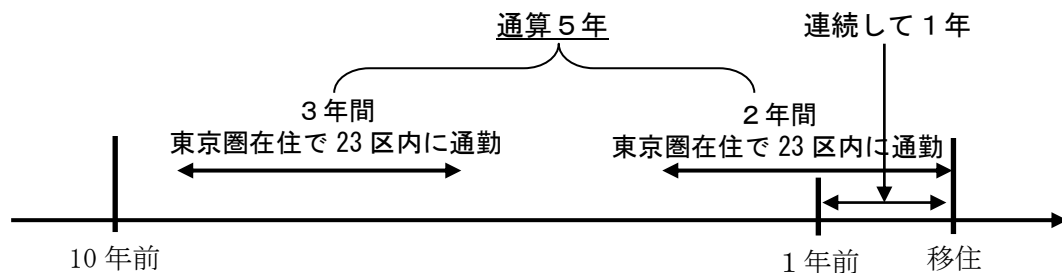 通算５年
連続して１年
３年間
東京圏在住で 23 区内に通勤
２年間
東京圏在住で 23 区内に通勤
10 年前
１年前
移住